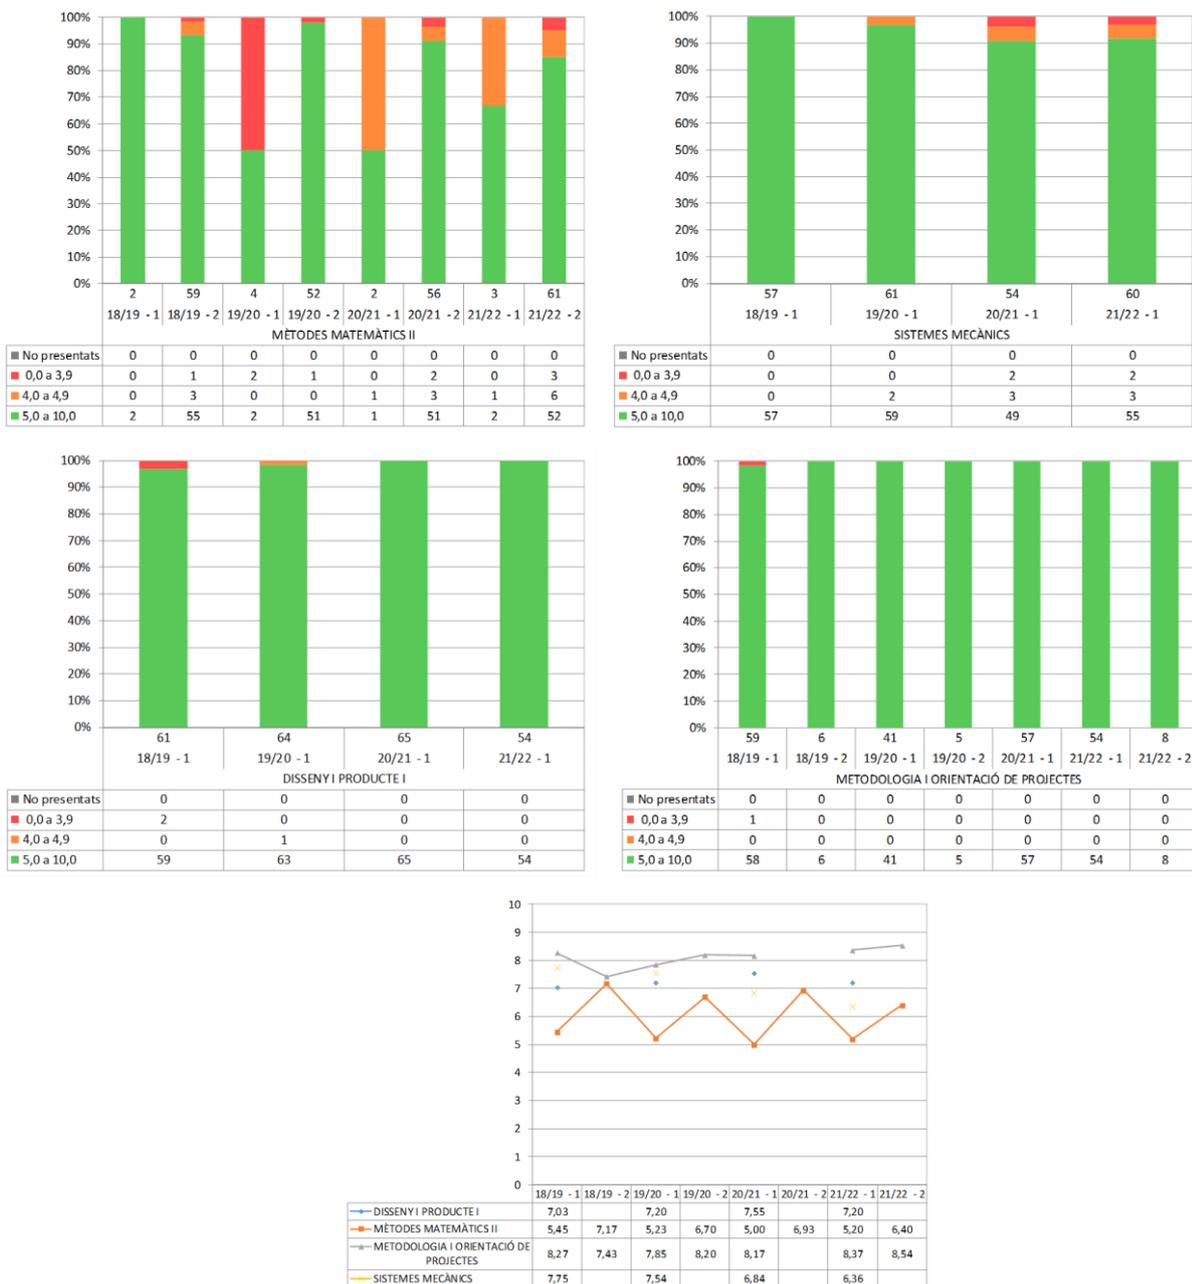 100%
90%
80%
70%
60%
50%
40%
30%
20%
10%
0%
2 59 4 52 2 56 3 61
18/19 - 1 18/19 - 2 19/20 - 1 19/20 - 2 20/21 - 1 20/21 - 2 21/22 - 1 21/22 - 2
MÈTODES MATEMÀTICS II
No presentats 0 0 0 0 0 0 0 0
0,0 a 3,9 0 1 2 1 0 2 0 3
4,0 a 4,9 0 3 0 0 1 3 1 6
5,0 a 10,0 2 55 2 51 1 51 2 52
100%
90%
80%
70%
60%
50%
40%
30%
20%
10%
0%
57 61 54 60
18/19 - 1 19/20 - 1 20/21 - 1 21/22 - 1
SISTEMES MECÀNICS
No presentats 0 0 0 0
0,0 a 3,9 0 0 2 2
4,0 a 4,9 0 2 3 3
5,0 a 10,0 57 59 49 55
100%
90%
80%
70%
60%
50%
40%
30%
20%
10%
0%
61 64 65 54
18/19 - 1 19/20 - 1 20/21 - 1 21/22 - 1
DISSENY I PRODUCTE I
No presentats 0 0 0 0
0,0 a 3,9 2 0 0 0
4,0 a 4,9 0 1 0 0
5,0 a 10,0 59 63 65 54
100%
90%
80%
70%
60%
50%
40%
30%
20%
10%
0%
59 6 41 5 57 54 8
18/19 - 1 18/19 - 2 19/20 - 1 19/20 - 2 20/21 - 1 21/22 - 1 21/22 - 2
METODOLOGIA I ORIENTACIÓ DE PROJECTES
No presentats 0 0 0 0 0 0 0
0,0 a 3,9 1 0 0 0 0 0 0
4,0 a 4,9 0 0 0 0 0 0 0
5,0 a 10,0 58 6 41 5 57 54 8
10
9
8
7
6
5
4
3
2
1
0
18/19 - 1 18/19 - 2 19/20 - 1 19/20 - 2 20/21 - 1 20/21 - 2 21/22 - 1 21/22 - 2
DISSENY I PRODUCTE I 7,03 7,20 7,55 7,20
MÈTODES MATEMÀTICS II 5,45 7,17 5,23 6,70 5,00 6,93 5,20 6,40
METODOLOGIA I ORIENTACIÓ DE
PROJECTES 8,27 7,43 7,85 8,20 8,17 8,37 8,54
SISTEMES MECÀNICS 7,75 7,54 6,84 6,36